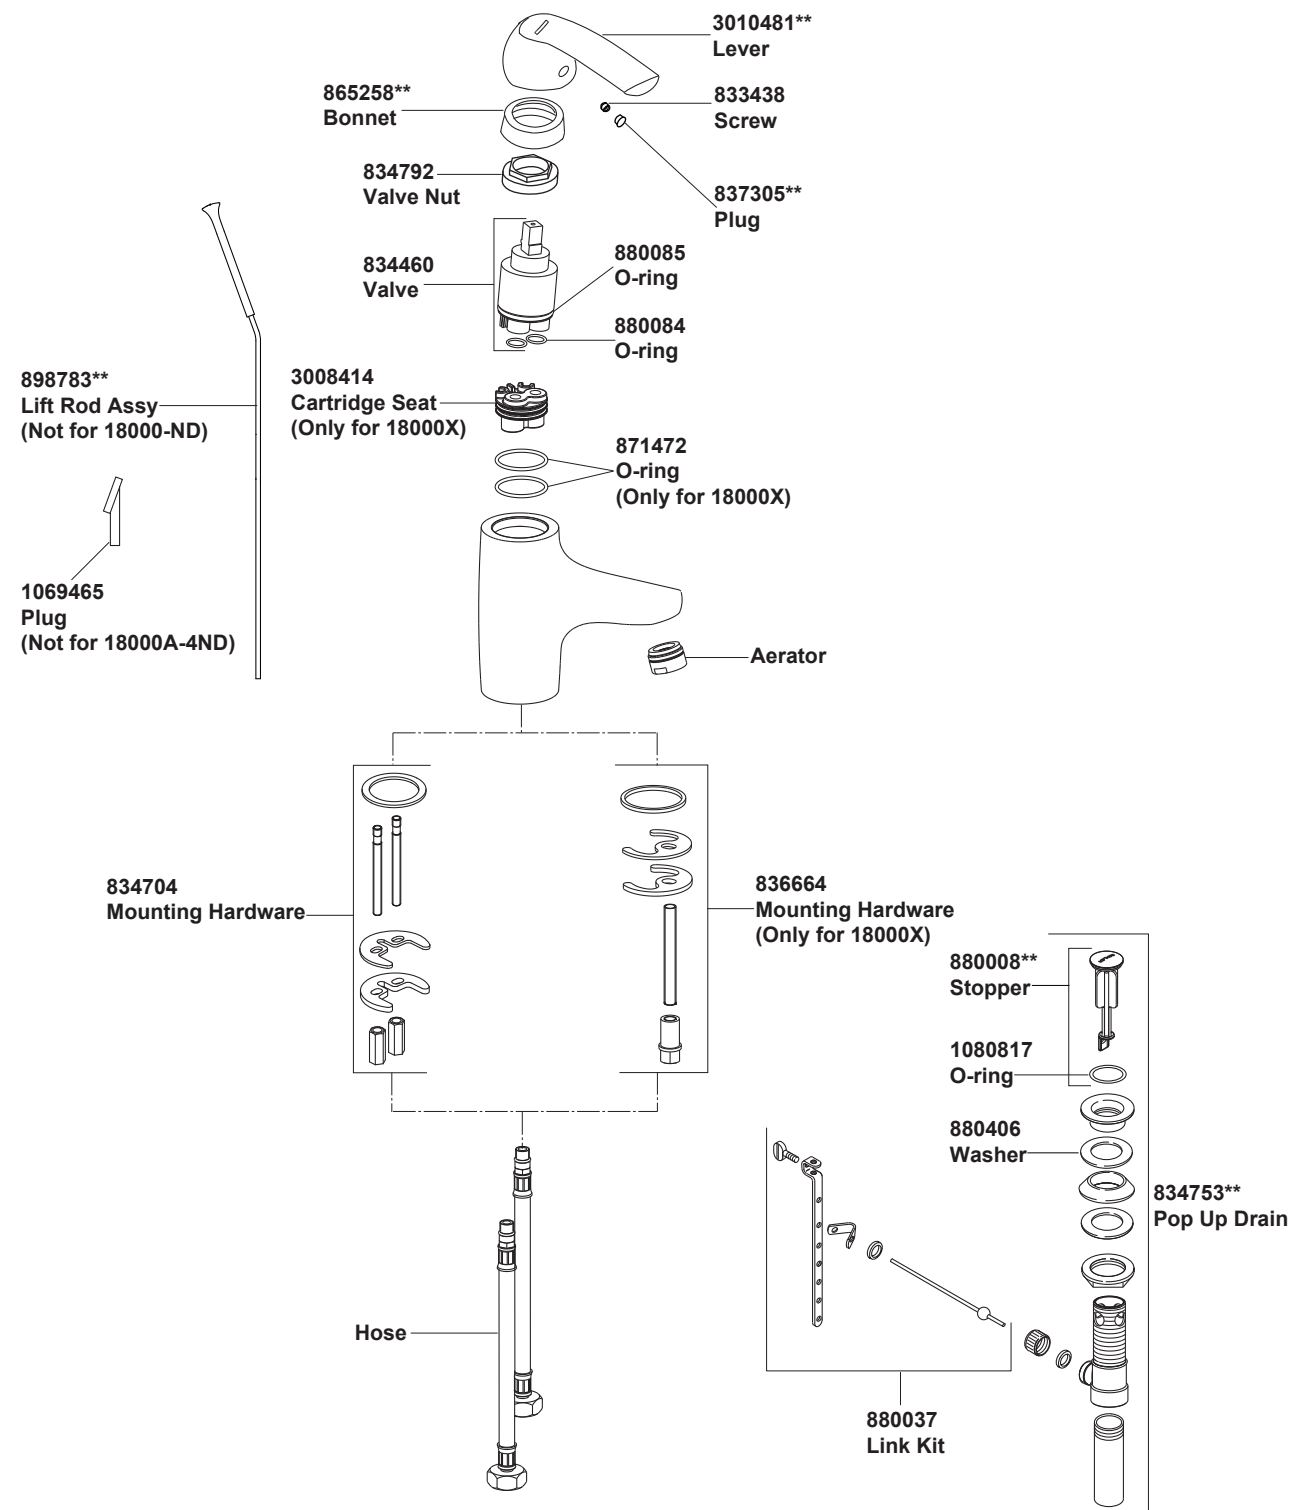 3010481**
Lever
865258**
Bonnet
833438
Screw
834792
Valve Nut
837305**
Plug
834460
Valve
880085
O-ring
880084
O-ring
898783**
Lift Rod Assy
(Not for 18000-ND)
3008414
Cartridge Seat
(Only for 18000X)
871472
O-ring
(Only for 18000X)
1069465
Plug
(Not for 18000A-4ND)
Aerator
834704
Mounting Hardware
836664
Mounting Hardware
(Only for 18000X)
880008**
Stopper
1080817
O-ring
880406
Washer
834753**
Pop Up Drain
Hose
880037
Link Kit